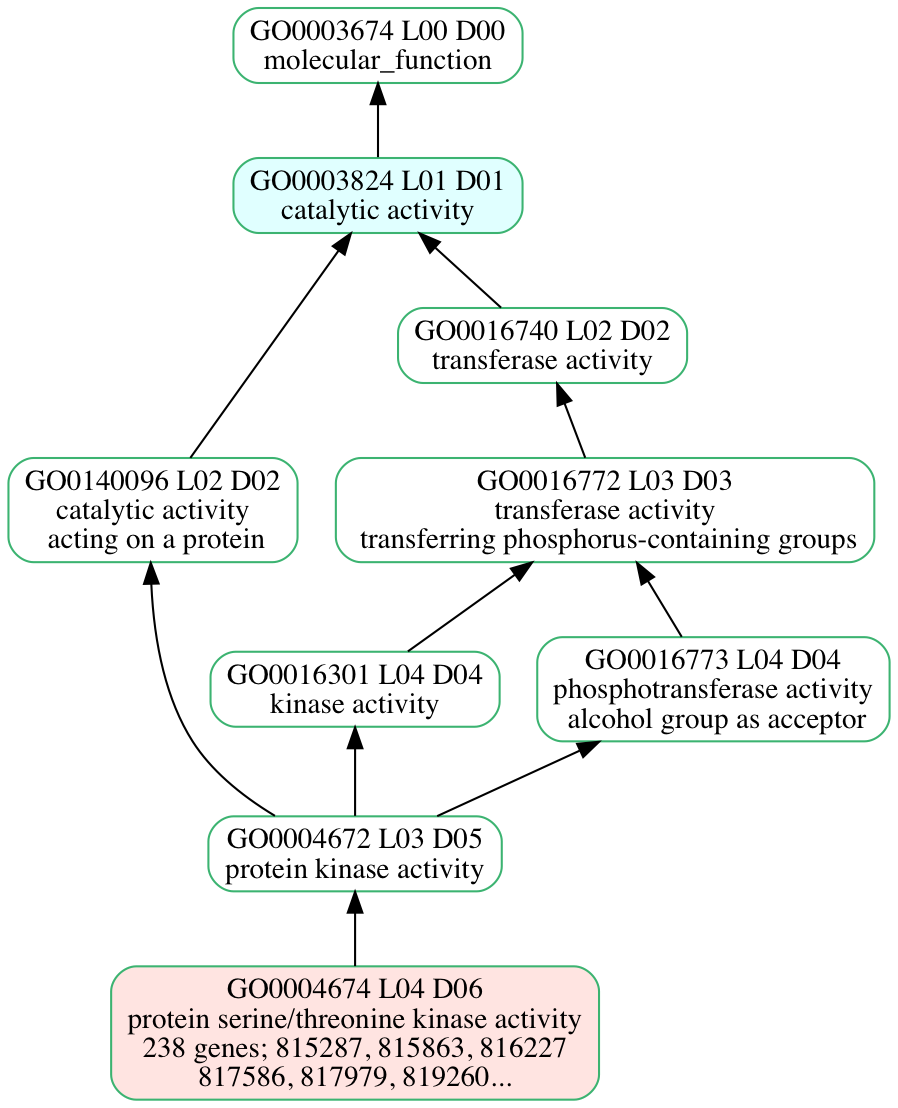 GO0003674 L00 D00
molecular_function
GO0003824 L01 D01
catalytic activity
GO0016740 L02 D02
transferase activity
GO0140096 L02 D02
catalytic activity
acting on a protein
GO0016772 L03 D03
transferase activity
transferring phosphorus-containing groups
GO0016301 L04 D04
kinase activity
GO0016773 L04 D04
phosphotransferase activity
alcohol group as acceptor
GO0004672 L03 D05
protein kinase activity
GO0004674 L04 D06
protein serine/threonine kinase activity
238 genes; 815287, 815863, 816227
817586, 817979, 819260...